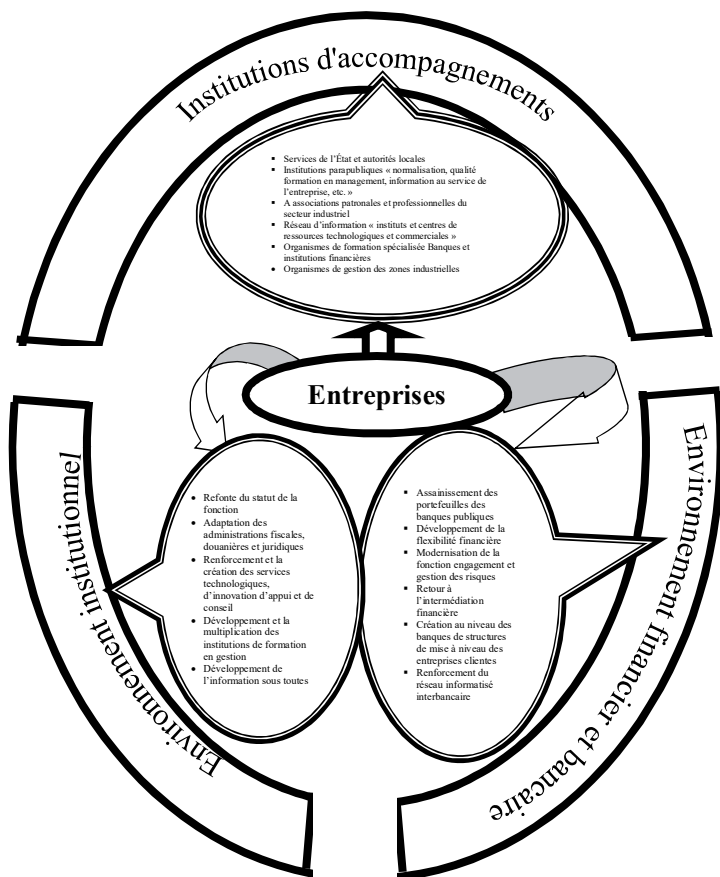 Institutions d'accompagnements
▪ Services de l'État et autorités locales
▪ Institutions parapubliques « normalisation, qualité
formation en management, information au service de
l'entreprise, etc. »
▪ A associations patronales et professionnelles du
secteur industriel
▪ Réseau d'information « instituts et centres de
ressources technologiques et commerciales »
▪ Organismes de formation spécialisée Banques et
institutions financières
• Organismes de gestion des zones industrielles
Entreprises
Environnement institutionnel
• Refonte du statut de la
fonction
• Adaptation des
administrations fiscales,
douanières et juridiques
• Renforcement et la
création des services
technologiques,
d'innovation d'appui et de
conseil
• Développement et la
multiplication des
institutions de formation
en gestion
• Développement de
l'information sous toutes
▪ Assainissement des
portefeuilles des
banques publiques
▪ Développement de la
flexibilité financière
▪ Modernisation de la
fonction engagement et
gestion des risques
▪ Retour à
l'intermédiation
financière
▪ Création au niveau des
banques de structures
de mise à niveau des
entreprises clientes
▪ Renforcement du
réseau informatisé
interbancaire
Environnement financier et bancaire